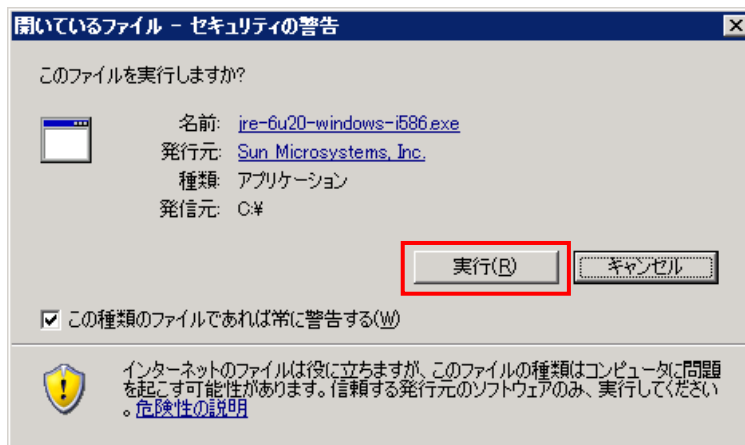 開いているファイル - セキュリティの警告
このファイルを実行しますか?
名前: jre-6u20-windows-i586.exe
発行元: Sun Microsystems, Inc.
種類: アプリケーション
発信元: C:¥
実行(R) キャンセル
この種類のファイルであれば常に警告する(W)
インターネットのファイルは役に立ちますが、このファイルの種類はコンピュータに問題
を起こす可能性があります。信頼する発行元のソフトウェアのみ、実行してください
。危険性の説明